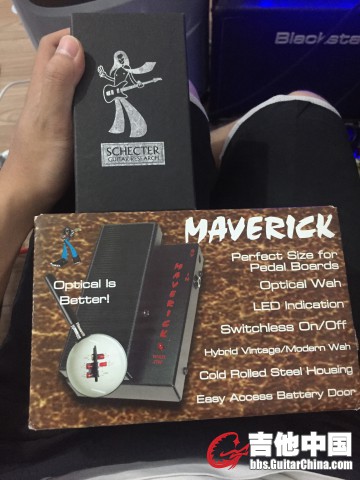 Blacksta
SCHECTER
GUITAR RESEARCH
MAVERICK
Perfect Size for
Pedal Boards
Optical Wah
Optical Is
Better!
LED Indication
Switchless On/Off
Hybrid Vintage/Modern Wah
Cold Rolled Steel Housing
Easy Access Battery Door
MAVERICK
吉他中国
bbs.GuitarChina.com